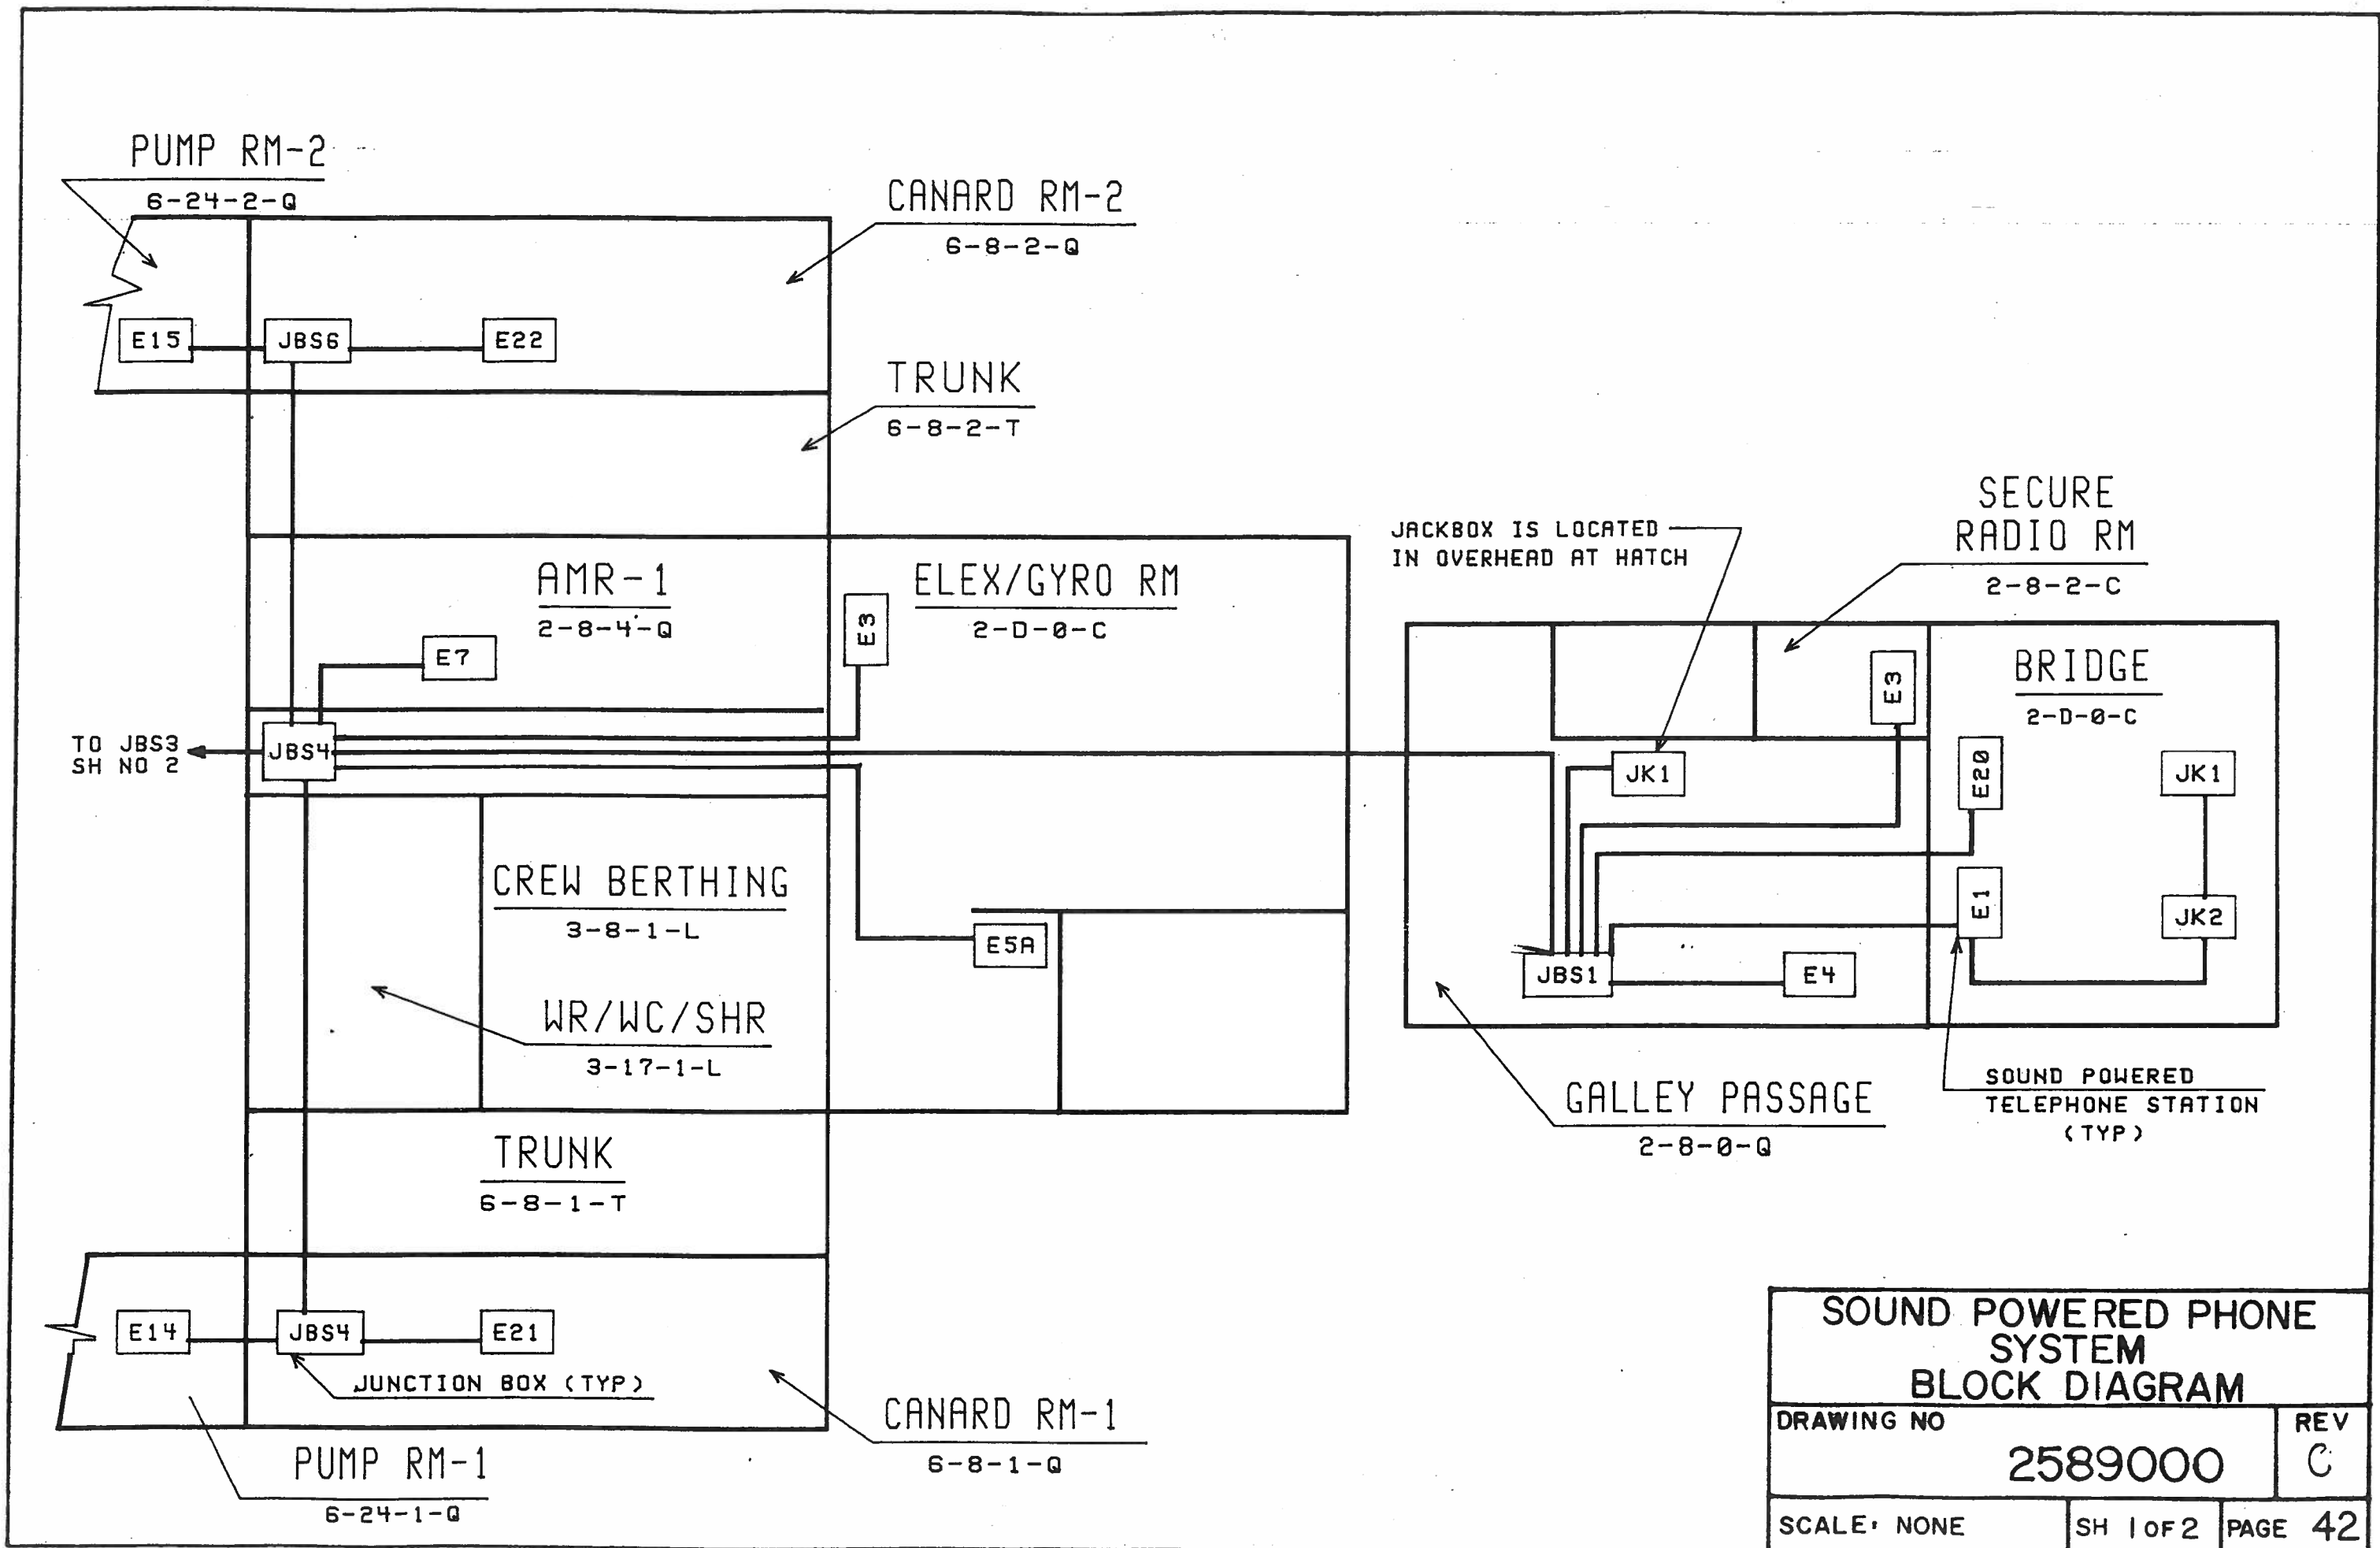 PUMP RM-2
6-24-2-Q
CANARD RM-2
6-8-2-Q
E15
JBS6
E22
TRUNK
6-8-2-T
AMR-1
2-8-4-Q
ELEX/GYRO RM
2-D-0-C
E3
E7
TO JBS3
SH NO 2
JBS4
CREW BERTHING
3-8-1-L
E5A
WR/WC/SHR
3-17-1-L
TRUNK
6-8-1-T
E14
JBS4
E21
JUNCTION BOX (TYP)
CANARD RM-1
6-8-1-Q
PUMP RM-1
6-24-1-Q
JACKBOX IS LOCATED
IN OVERHEAD AT HATCH
SECURE
RADIO RM
2-8-2-C
E3
BRIDGE
2-D-0-C
JK1
E20
JK1
E1
JK2
JBS1
E4
GALLEY PASSAGE
2-8-0-Q
SOUND POWERED
TELEPHONE STATION
(TYP)
SOUND POWERED PHONE
SYSTEM
BLOCK DIAGRAM
DRAWING NO
2589000
REV
C
SCALE: NONE
SH 1 OF 2
PAGE 42